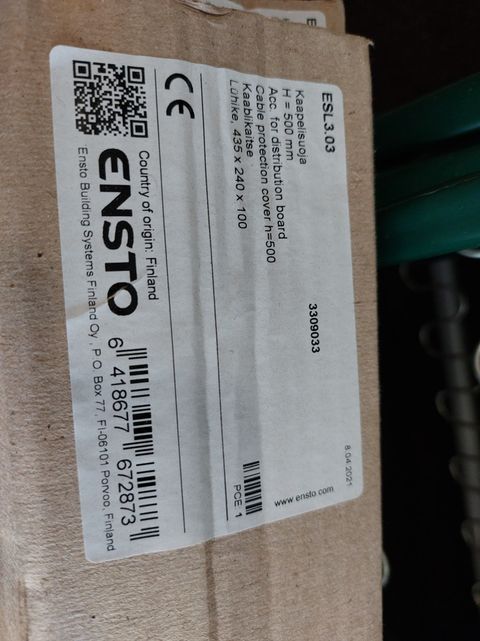 ESL3.03
Kaapelisuoja
H = 500 mm
Acc. for distribution board
Cable protection cover h=500
Kaablikaitse
Lühike, 435 x 240 x 100
3309033
8.04.2021
www.ensto.com
PCE 1
CE
Country of origin: Finland
ENSTO
6 418677 672873
Ensto Building Systems Finland Oy, P.O. Box 77, FI-06101 Porvoo, Finland